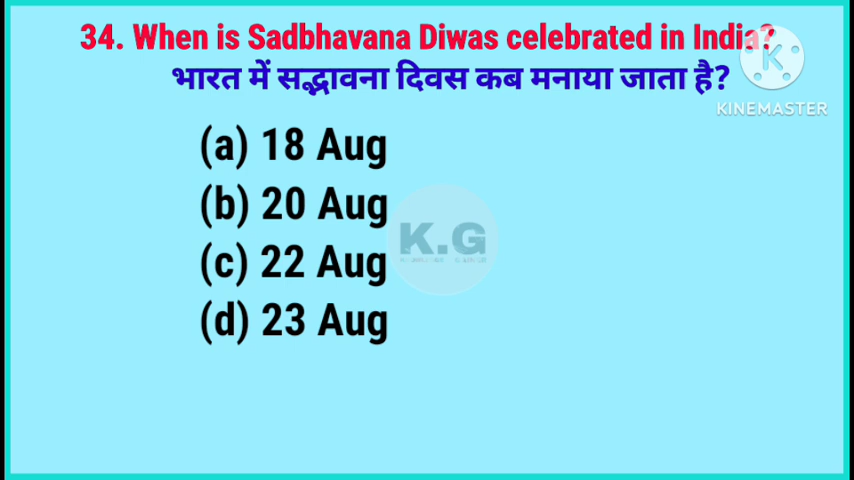 34. When is Sadbhavana Diwas celebrated in India?
भारत में सद्भावना दिवस कब मनाया जाता है?
KINEMASTER
(a) 18 Aug
(b) 20 Aug
K.G
(c) 22 Aug
(d) 23 Aug